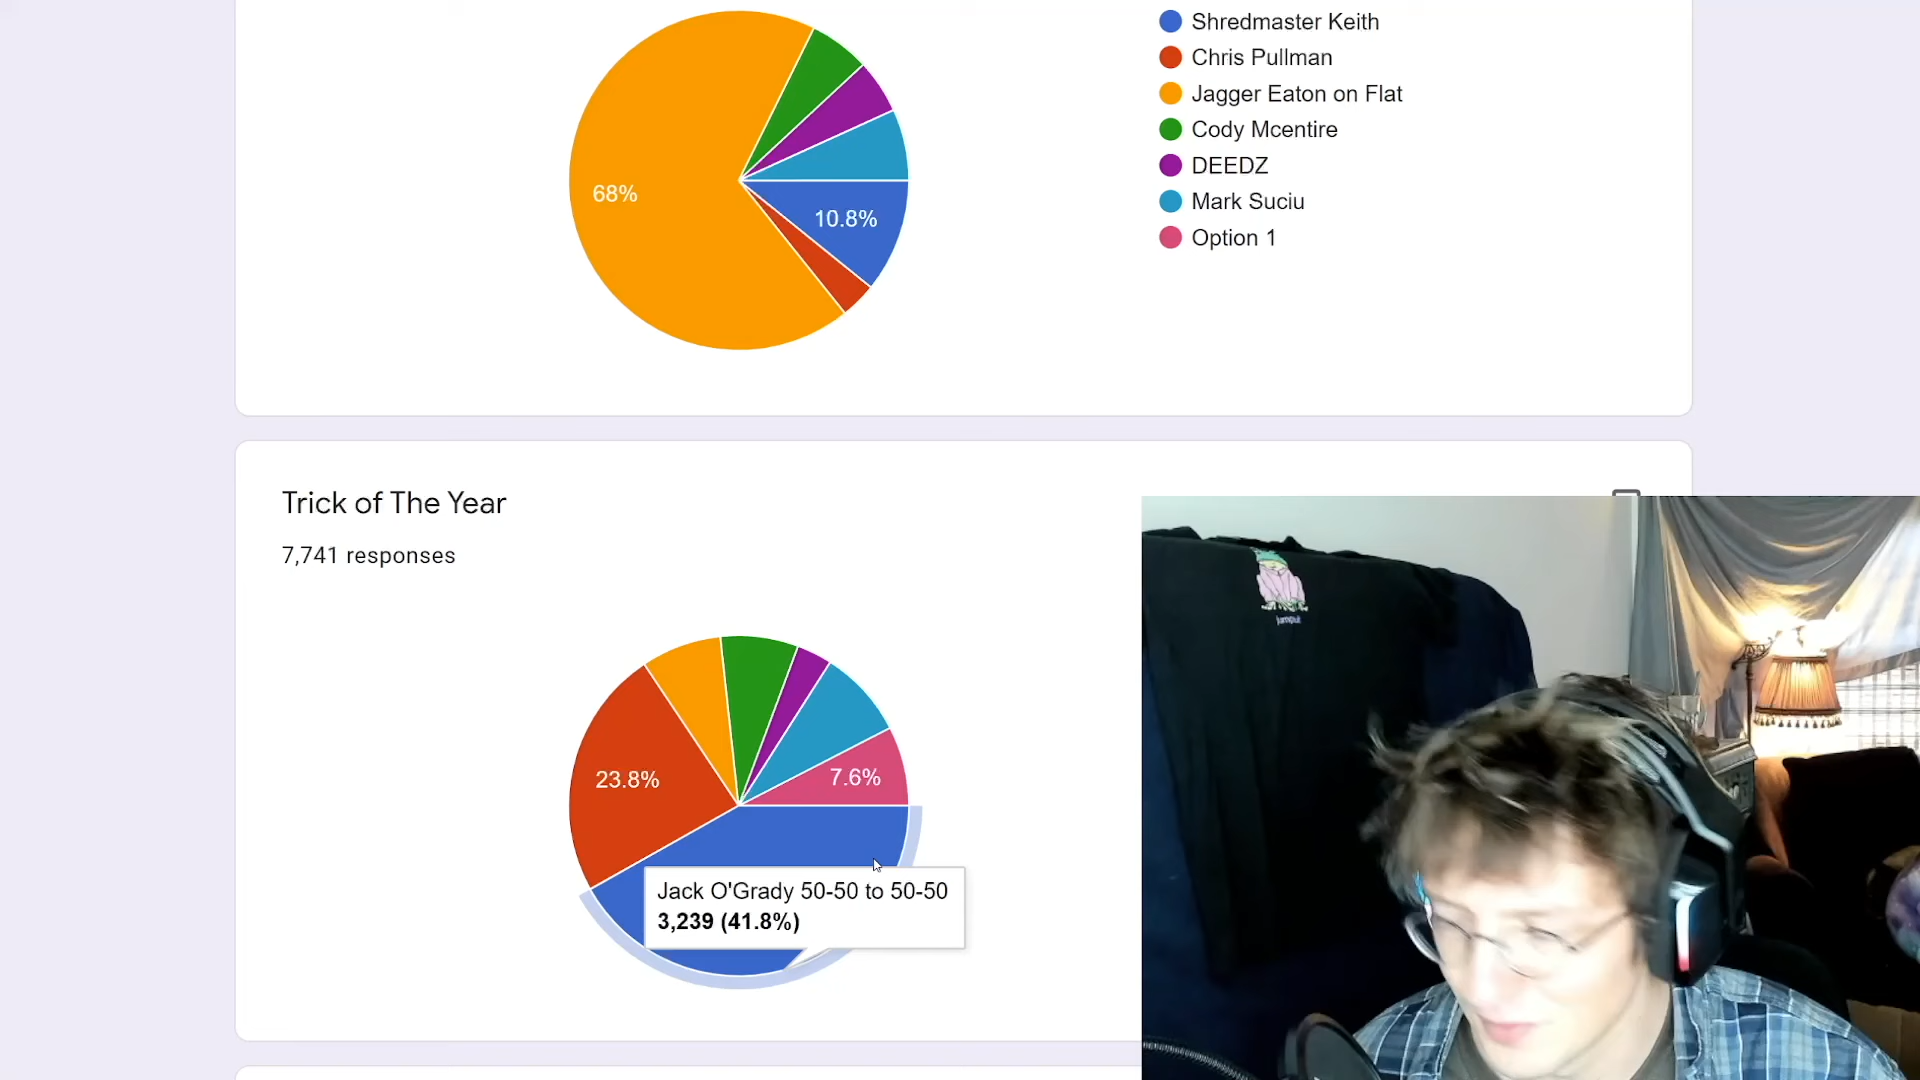 Shredmaster Keith
Chris Pullman
Jagger Eaton on Flat
Cody Mcentire
DEEDZ
Mark Suciu
Option 1
68%
10.8%
Trick of The Year
7,741 responses
23.8%
7.6%
Jack O'Grady 50-50 to 50-50
3,239 (41.8%)